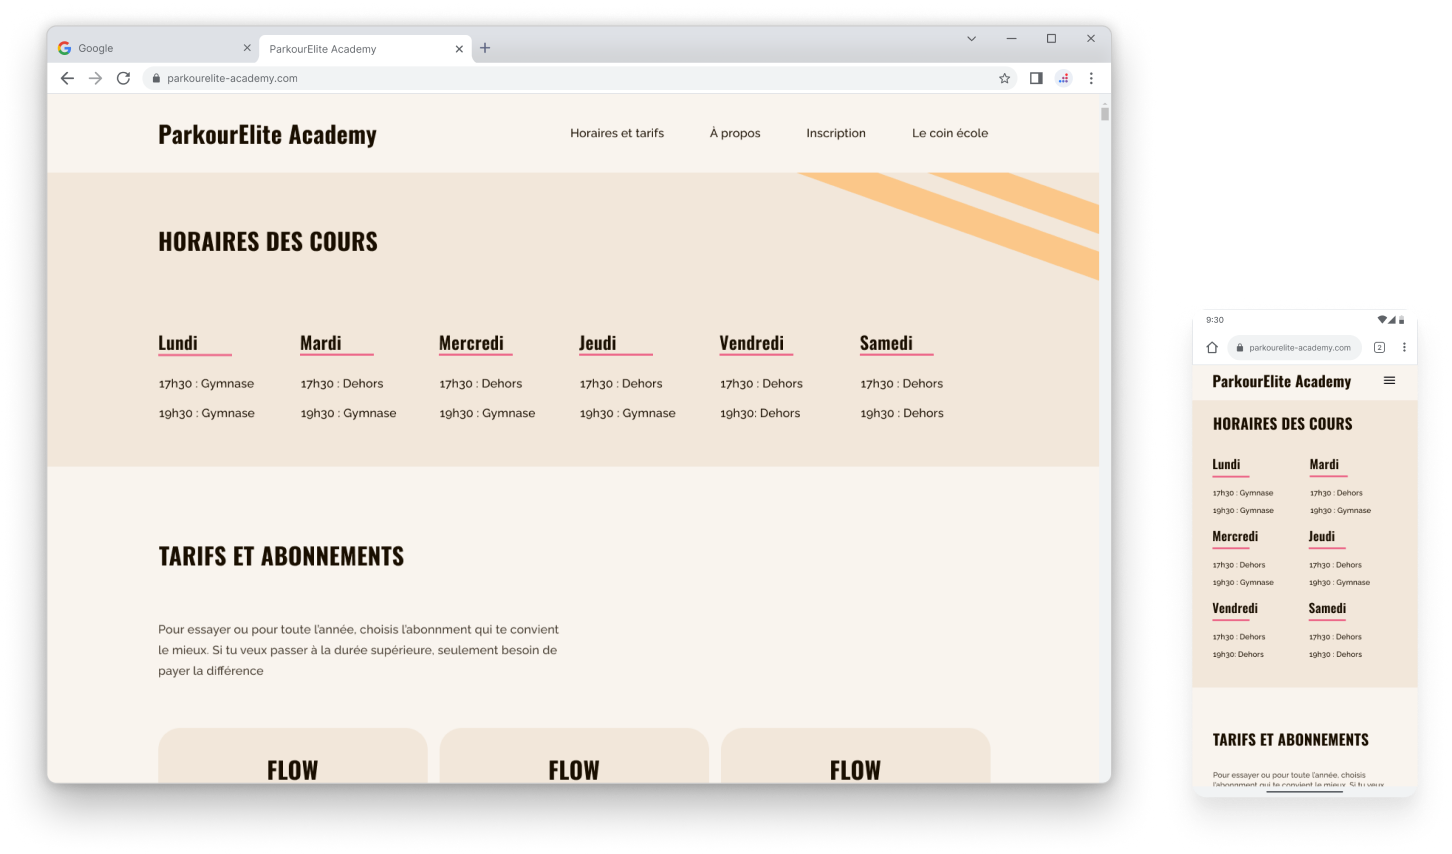 Google
ParkourElite Academy
parkourelite-academy.com
ParkourElite Academy
Horaires et tarifs
À propos
Inscription
Le coin école
HORAIRES DES COURS
Lundi
Mardi
Mercredi
Jeudi
Vendredi
Samedi
17h30 : Gymnase
17h30 : Dehors
17h30 : Dehors
17h30 : Dehors
17h30 : Dehors
17h30 : Dehors
19h30 : Gymnase
19h30 : Gymnase
19h30 : Gymnase
19h30 : Gymnase
19h30: Dehors
19h30 : Dehors
TARIFS ET ABONNEMENTS
Pour essayer ou pour toute l'année, choisis l'abonnment qui te convient
le mieux. Si tu veux passer à la durée supérieure, seulement besoin de
payer la différence
FLOW
FLOW
FLOW
9:30
parkourelite-academy.com
2
ParkourElite Academy
HORAIRES DES COURS
Lundi
Mardi
17h30 : Gymnase
17h30 : Dehors
19h30 : Gymnase
19h30 : Gymnase
Mercredi
Jeudi
17h30 : Dehors
17h30 : Dehors
19h30 : Gymnase
19h30 : Gymnase
Vendredi
Samedi
17h30 : Dehors
17h30 : Dehors
19h30: Dehors
19h30 : Dehors
TARIFS ET ABONNEMENTS
Pour essayer ou pour toute l'année, choisis
l'abonnment qui te convient le mieux. Si tu veux